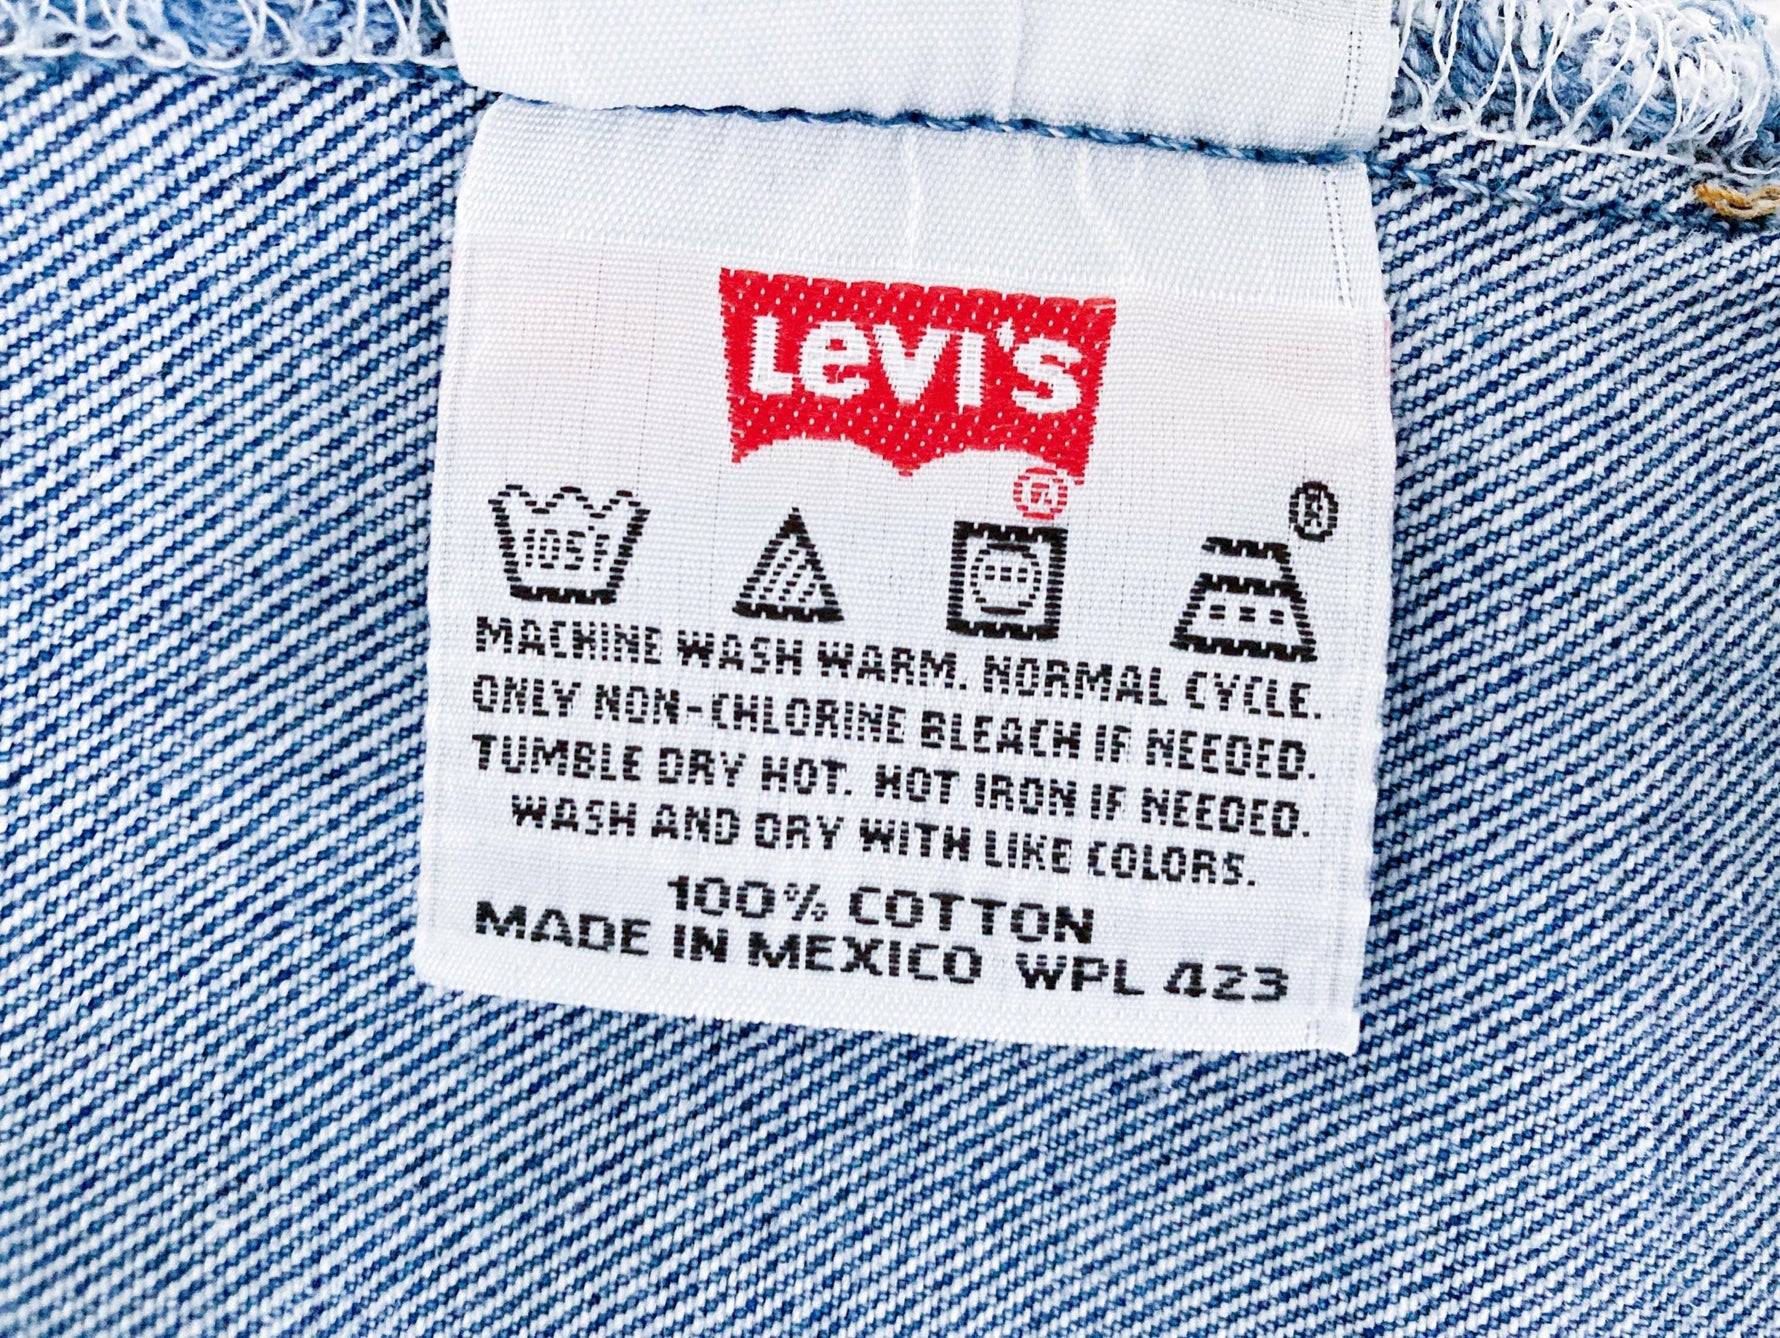 Levi's
®
®
105F
MACHINE WASH WARM. NORMAL CYCLE.
ONLY NON-CHLORINE BLEACH IF NEEDED.
TUMBLE DRY HOT. HOT IRON IF NEEDED.
WASH AND DRY WITH LIKE COLORS.
100% COTTON
MADE IN MEXICO WPL 423